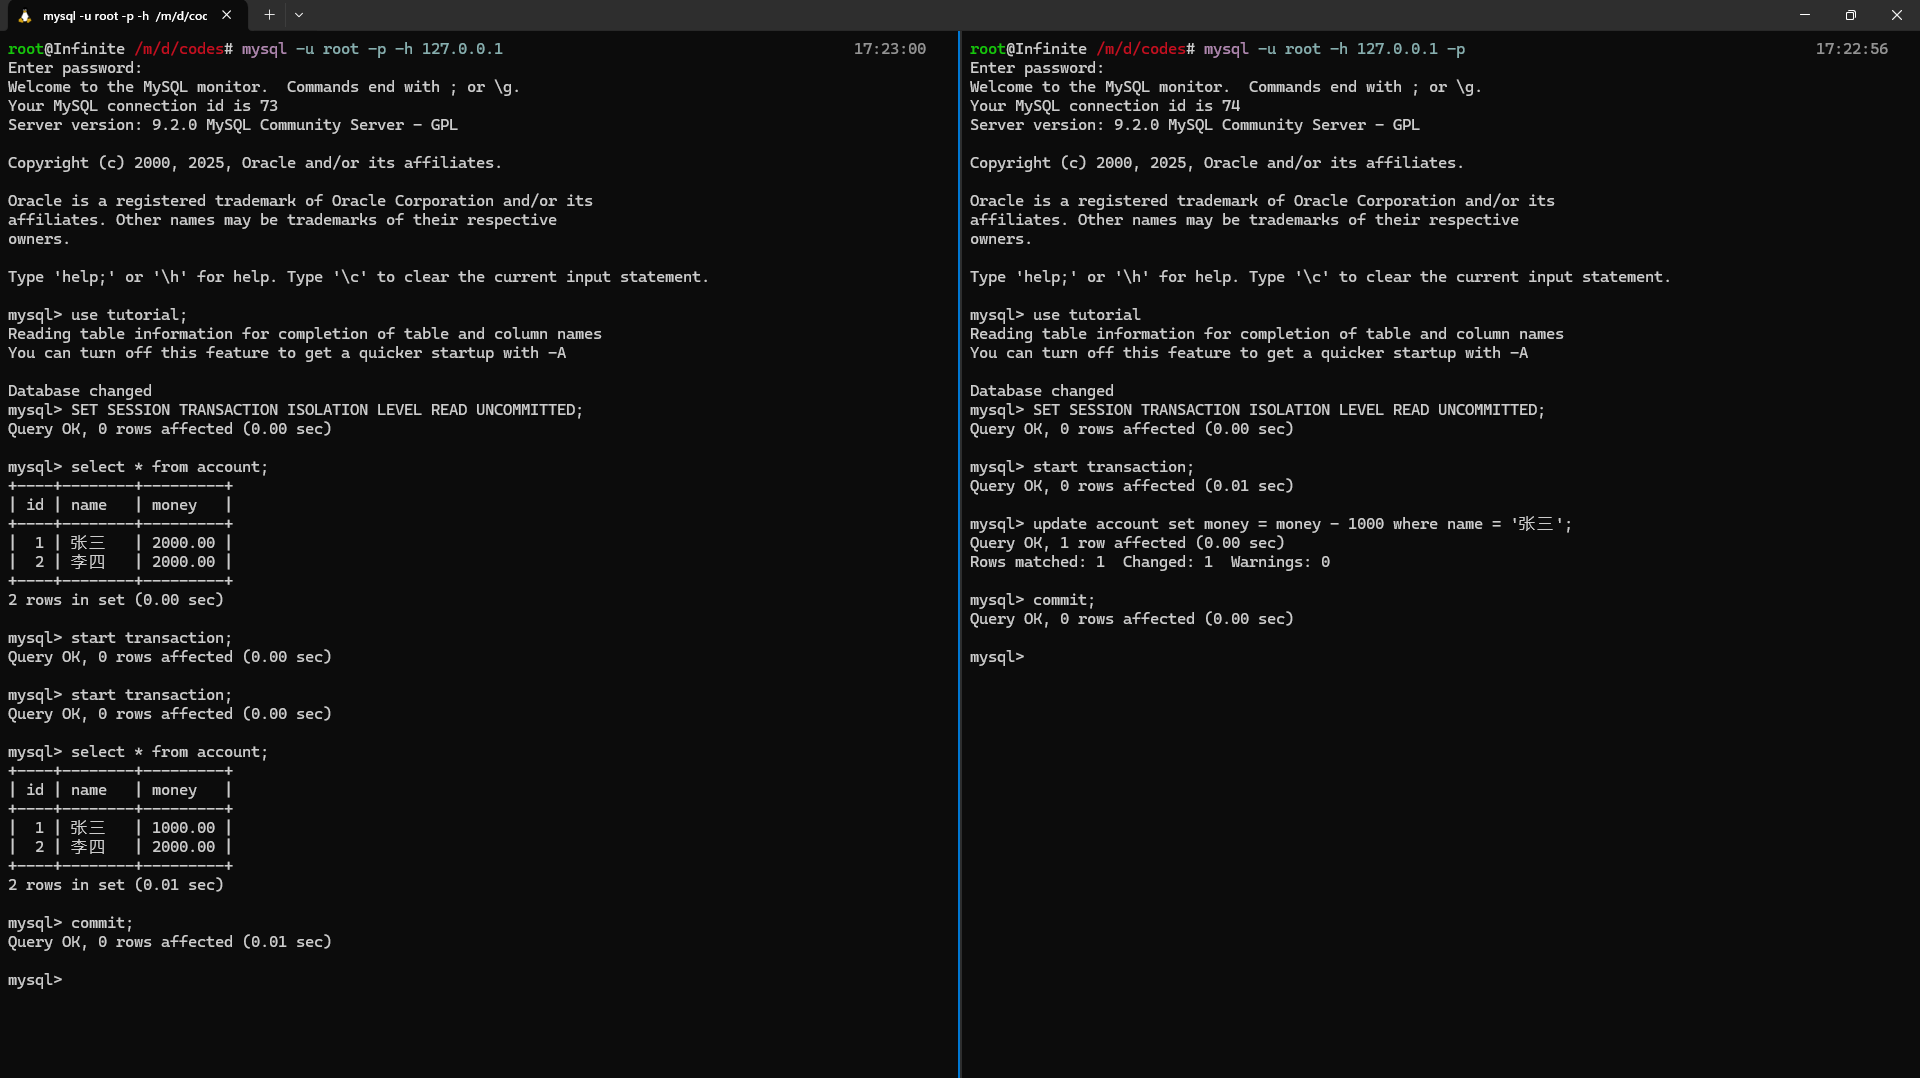 mysql -u root -p -h  /m/d/coc
root@Infinite /m/d/codes# mysql -u root -p -h 127.0.0.1 17:23:00
Enter password:
Welcome to the MySQL monitor.  Commands end with ; or \g.
Your MySQL connection id is 73
Server version: 9.2.0 MySQL Community Server - GPL

Copyright (c) 2000, 2025, Oracle and/or its affiliates.

Oracle is a registered trademark of Oracle Corporation and/or its
affiliates. Other names may be trademarks of their respective
owners.

Type 'help;' or '\h' for help. Type '\c' to clear the current input statement.

mysql> use tutorial;
Reading table information for completion of table and column names
You can turn off this feature to get a quicker startup with -A

Database changed
mysql> SET SESSION TRANSACTION ISOLATION LEVEL READ UNCOMMITTED;
Query OK, 0 rows affected (0.00 sec)

mysql> select * from account;
+----+--------+---------+
| id | name   | money   |
+----+--------+---------+
|  1 | 张三   | 2000.00 |
|  2 | 李四   | 2000.00 |
+----+--------+---------+
2 rows in set (0.00 sec)

mysql> start transaction;
Query OK, 0 rows affected (0.00 sec)

mysql> start transaction;
Query OK, 0 rows affected (0.00 sec)

mysql> select * from account;
+----+--------+---------+
| id | name   | money   |
+----+--------+---------+
|  1 | 张三   | 1000.00 |
|  2 | 李四   | 2000.00 |
+----+--------+---------+
2 rows in set (0.01 sec)

mysql> commit;
Query OK, 0 rows affected (0.01 sec)

mysql>
root@Infinite /m/d/codes# mysql -u root -h 127.0.0.1 -p 17:22:56
Enter password:
Welcome to the MySQL monitor.  Commands end with ; or \g.
Your MySQL connection id is 74
Server version: 9.2.0 MySQL Community Server - GPL

Copyright (c) 2000, 2025, Oracle and/or its affiliates.

Oracle is a registered trademark of Oracle Corporation and/or its
affiliates. Other names may be trademarks of their respective
owners.

Type 'help;' or '\h' for help. Type '\c' to clear the current input statement.

mysql> use tutorial
Reading table information for completion of table and column names
You can turn off this feature to get a quicker startup with -A

Database changed
mysql> SET SESSION TRANSACTION ISOLATION LEVEL READ UNCOMMITTED;
Query OK, 0 rows affected (0.00 sec)

mysql> start transaction;
Query OK, 0 rows affected (0.01 sec)

mysql> update account set money = money - 1000 where name = '张三';
Query OK, 1 row affected (0.00 sec)
Rows matched: 1  Changed: 1  Warnings: 0

mysql> commit;
Query OK, 0 rows affected (0.00 sec)

mysql>